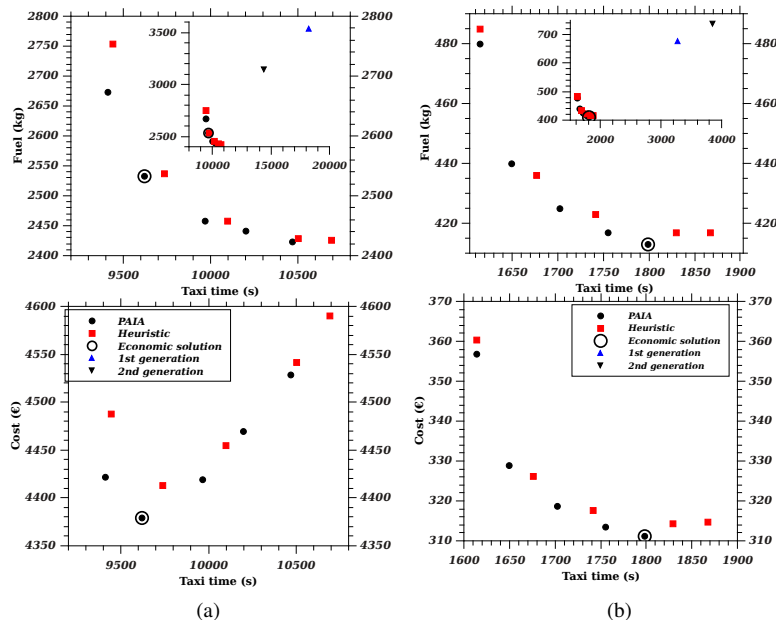 2800
2750
2700
2650
2600
2550
2500
2450
2400
Fuel (kg)
3500
3000
2500
10000 15000 20000
2800
2700
2600
2500
2400
9500 10000 10500
Taxi time (s)
480
460
440
420
Fuel (kg)
700
600
500
400
2000 3000 4000
480
460
440
420
1650 1700 1750 1800 1850 1900
Taxi time (s)
4600
4550
4500
4450
4400
4350
Cost (€)
PAIA
Heuristic
Economic solution
1st generation
2nd generation
4600
4550
4500
4450
4400
4350
9500 10000 10500
Taxi time (s)
370
360
350
340
330
320
310
Cost (€)
PAIA
Heuristic
Economic solution
1st generation
2nd generation
370
360
350
340
330
320
310
1600 1650 1700 1750 1800 1850 1900
Taxi time (s)
(a)
(b)